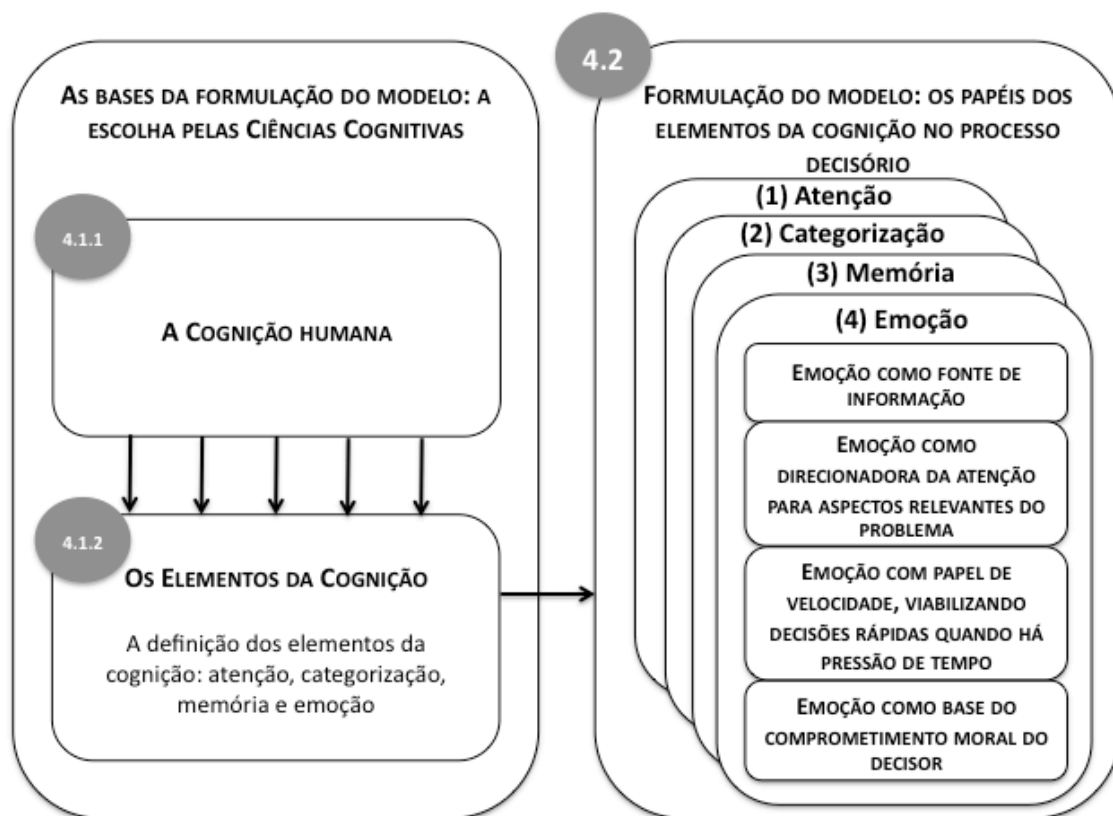 AS BASES DA FORMULAÇÃO DO MODELO: A
ESCOLHA PELAS CIÊNCIAS COGNITIVAS
4.1.1
A COGNIÇÃO HUMANA
4.1.2
OS ELEMENTOS DA COGNIÇÃO
A definição dos elementos da
cognição: atenção, categorização,
memória e emoção
4.2
FORMULAÇÃO DO MODELO: OS PAPÉIS DOS
ELEMENTOS DA COGNIÇÃO NO PROCESSO
DECISÓRIO
(1) Atenção
(2) Categorização
(3) Memória
(4) Emoção
EMOÇÃO COMO FONTE DE
INFORMAÇÃO
EMOÇÃO COMO
DIRECIONADORA DA ATENÇÃO
PARA ASPECTOS RELEVANTES DO
PROBLEMA
EMOÇÃO COM PAPEL DE
VELOCIDADE, VIABILIZANDO
DECISÕES RÁPIDAS QUANDO HÁ
PRESSÃO DE TEMPO
EMOÇÃO COMO BASE DO
COMPROMETIMENTO MORAL DO
DECISOR